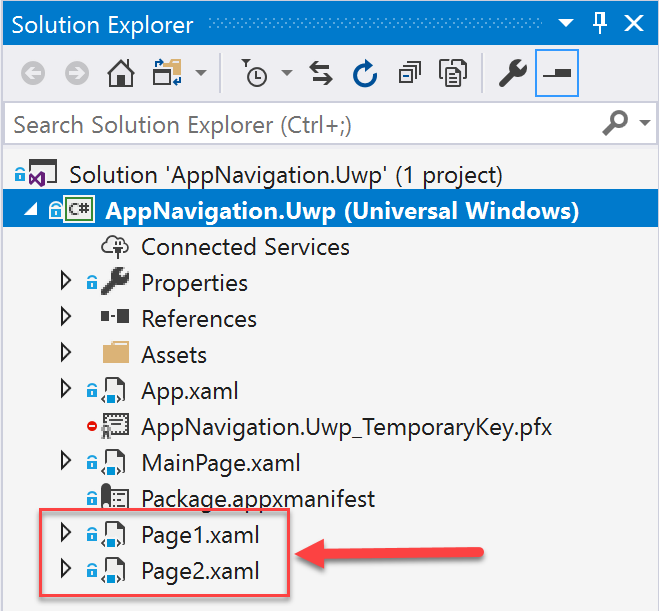 Solution Explorer
Search Solution Explorer (Ctrl+;)
Solution 'AppNavigation.Uwp' (1 project)
C# AppNavigation.Uwp (Universal Windows)
Connected Services
Properties
References
Assets
App.xaml
AppNavigation.Uwp_TemporaryKey.pfx
MainPage.xaml
Package.appxmanifest
Page1.xaml
Page2.xaml